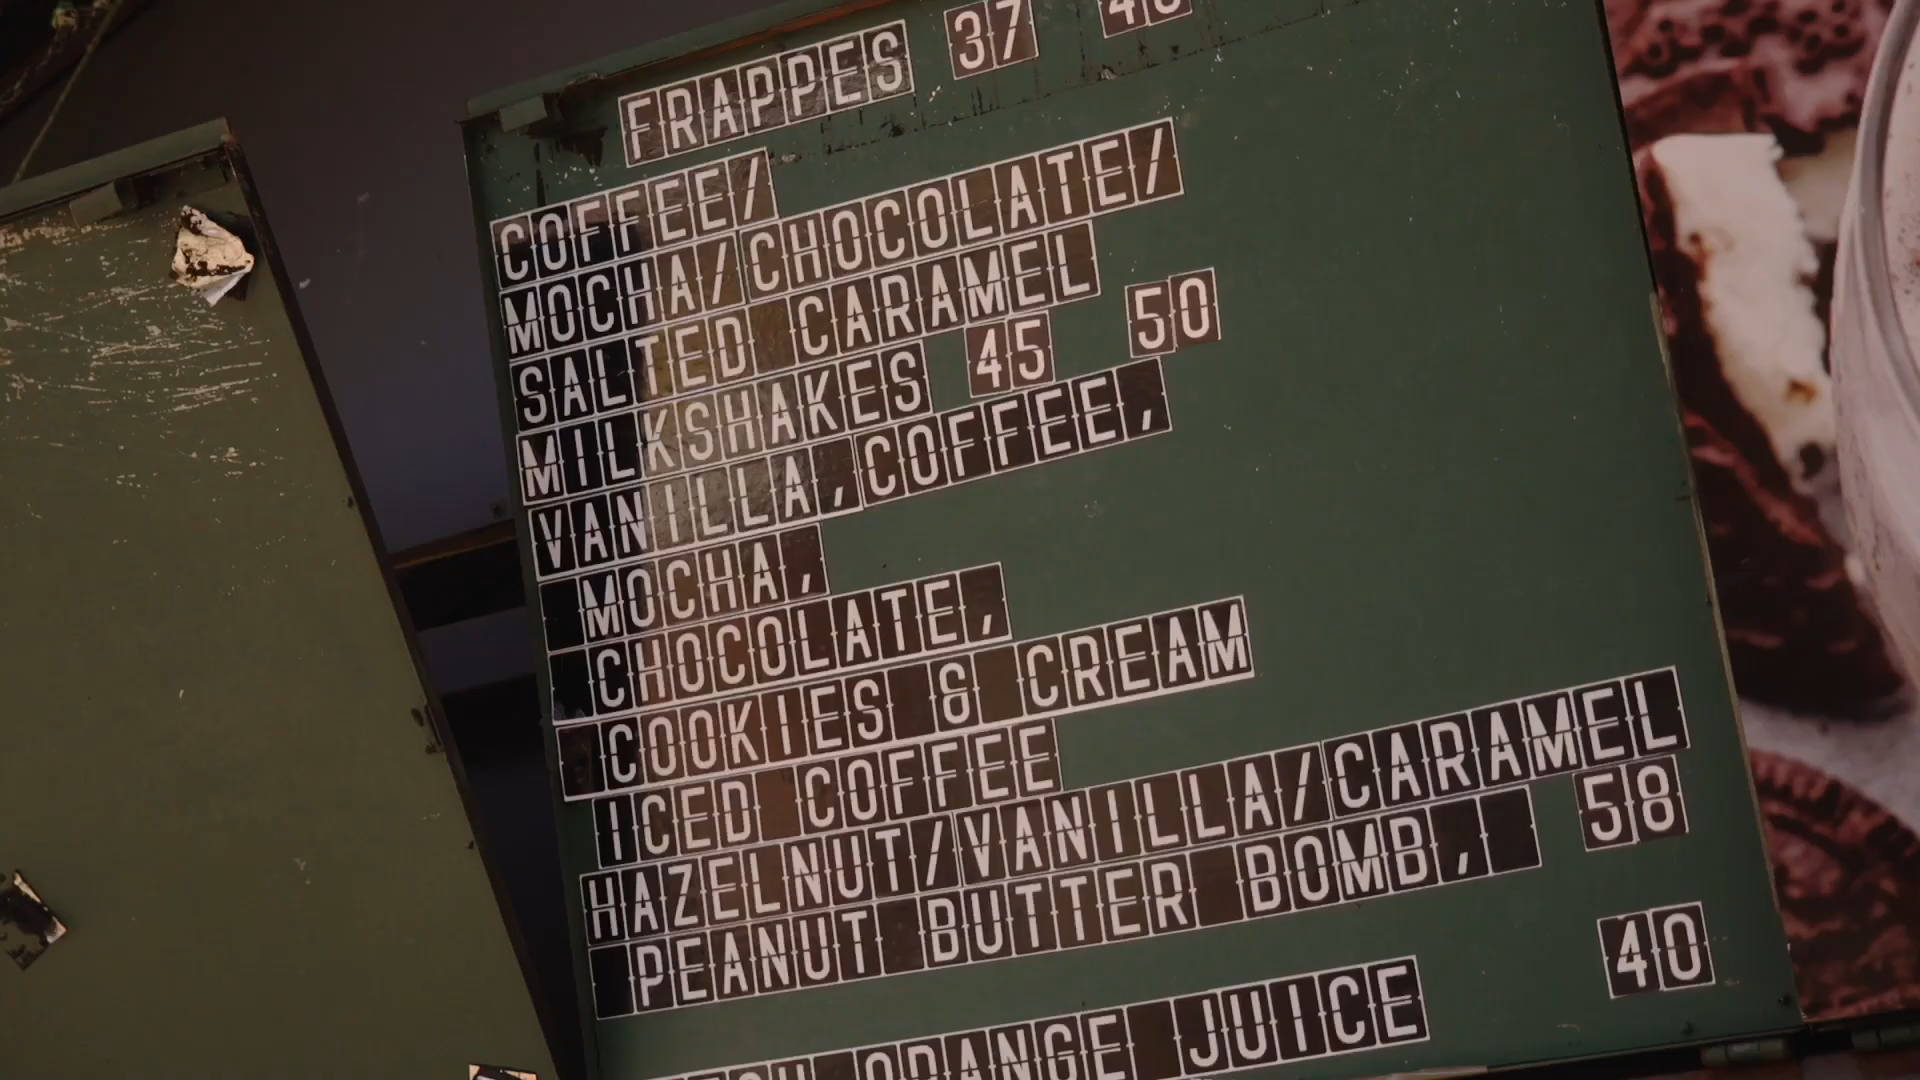 FRAPPES 37
COFFEE/
MOCHA/CHOCOLATE/
SALTED CARAMEL
MILKSHAKES 45 50
VANILLA,COFFEE,
MOCHA,
CHOCOLATE,
COOKIES & CREAM
ICED COFFEE
HAZELNUT/VANILLA/CARAMEL
PEANUT BUTTER BOMB, 58
40
ORANGE JUICE